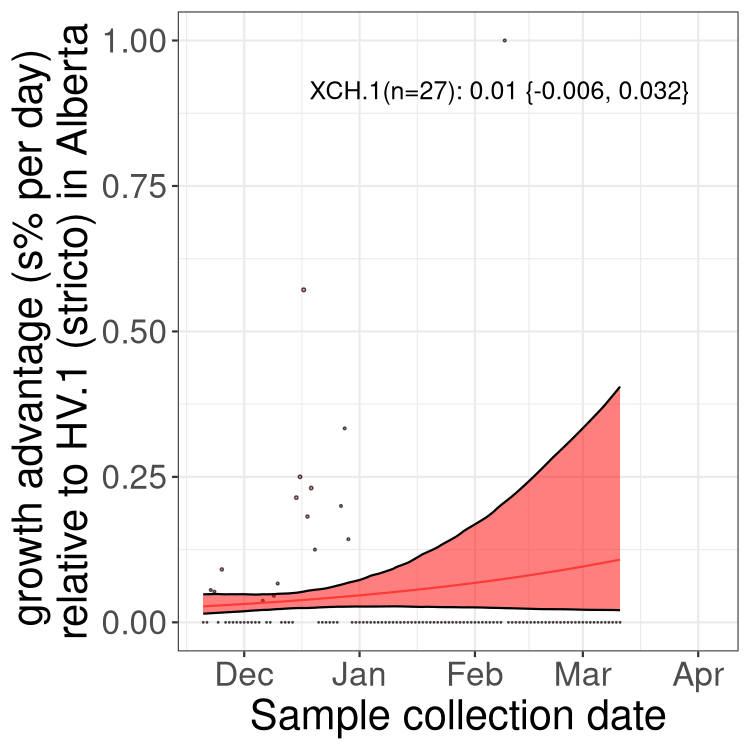 growth advantage (s% per day)
relative to HV.1 (stricto) in Alberta
1.00
0.75
0.50
0.25
0.00
XCH.1(n=27): 0.01 {-0.006, 0.032}
Dec Jan Feb Mar Apr
Sample collection date